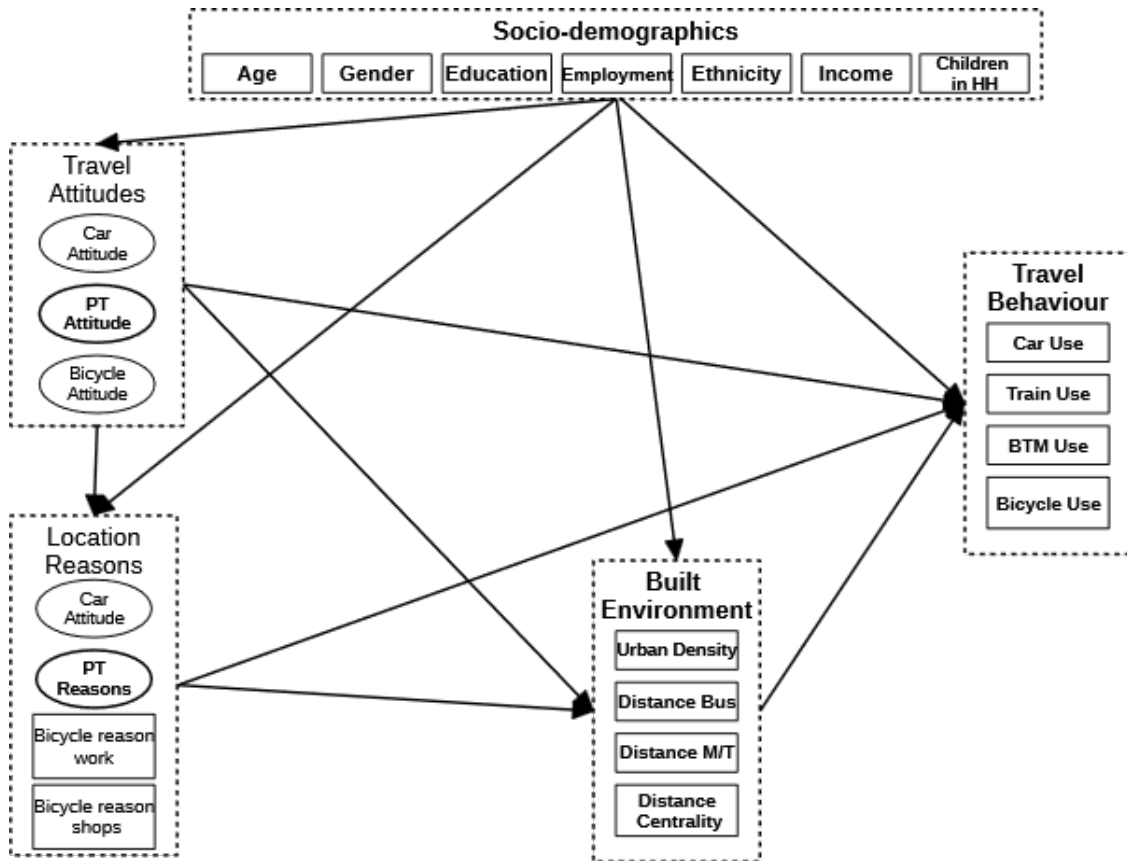 Socio-demographics
Age
Gender
Education
Employment
Ethnicity
Income
Children
in HH
Travel
Attitudes
Car
Attitude
PT
Attitude
Bicycle
Attitude
Location
Reasons
Car
Attitude
PT
Reasons
Bicycle reason
work
Bicycle reason
shops
Built
Environment
Urban Density
Distance Bus
Distance M/T
Distance
Centrality
Travel
Behaviour
Car Use
Train Use
BTM Use
Bicycle Use